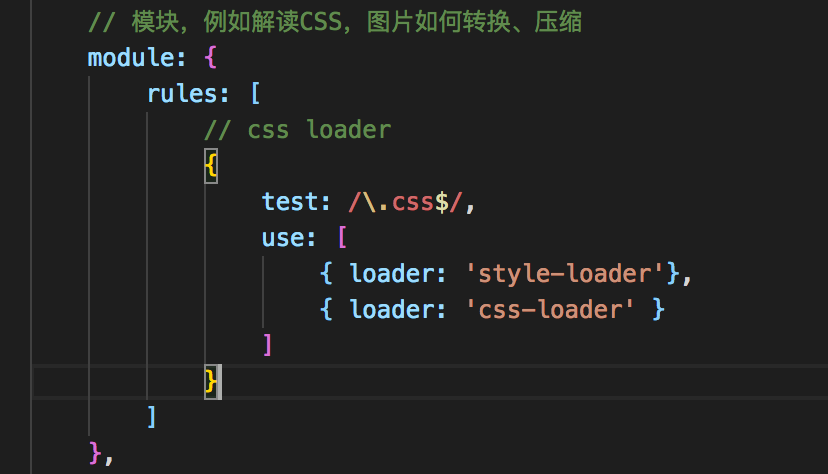 // 模块，例如解读CSS，图片如何转换、压缩
module: {
rules: [
// css loader
{
test: /\.css$/,
use: [
{ loader: 'style-loader'},
{ loader: 'css-loader' }
]
}
]
},